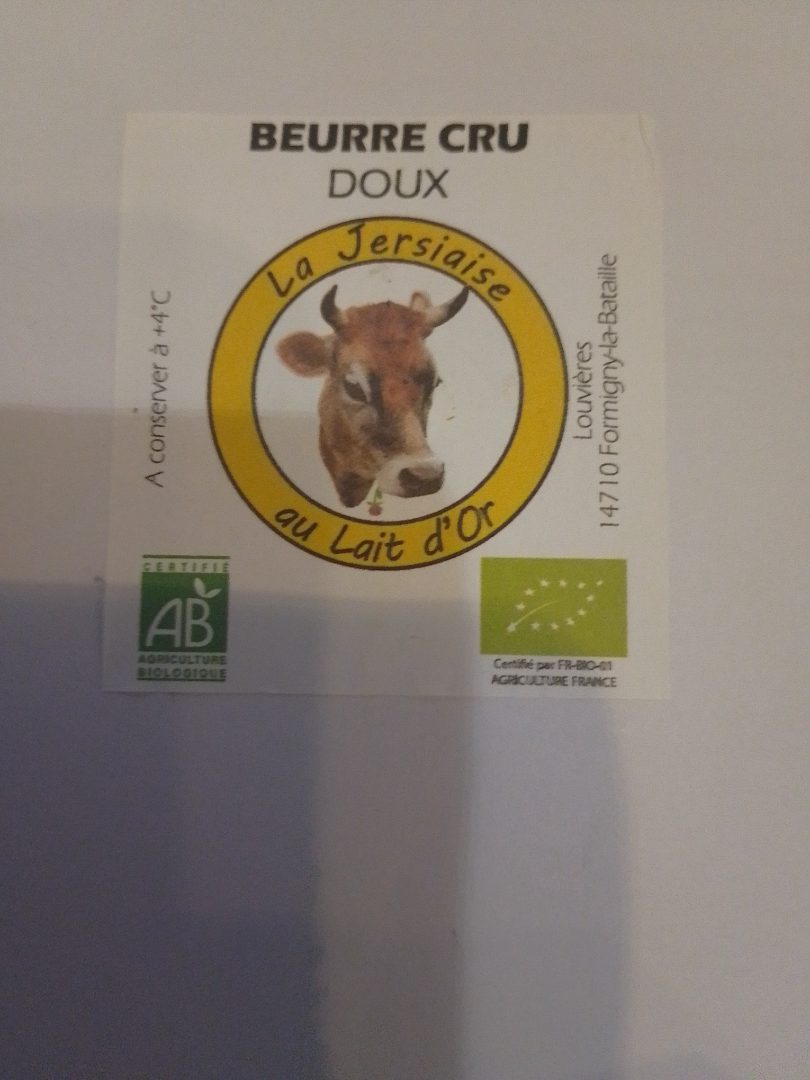 BEURRE CRU
DOUX
La Jersiaise
au Lait d'Or
A conserver à +4°C
Louvières
14710 Formigny-la-Bataille
CERTIFIÉ
AB
AGRICULTURE
BIOLOGIQUE
Certifié par FR-BIO-01
AGRICULTURE FRANCE